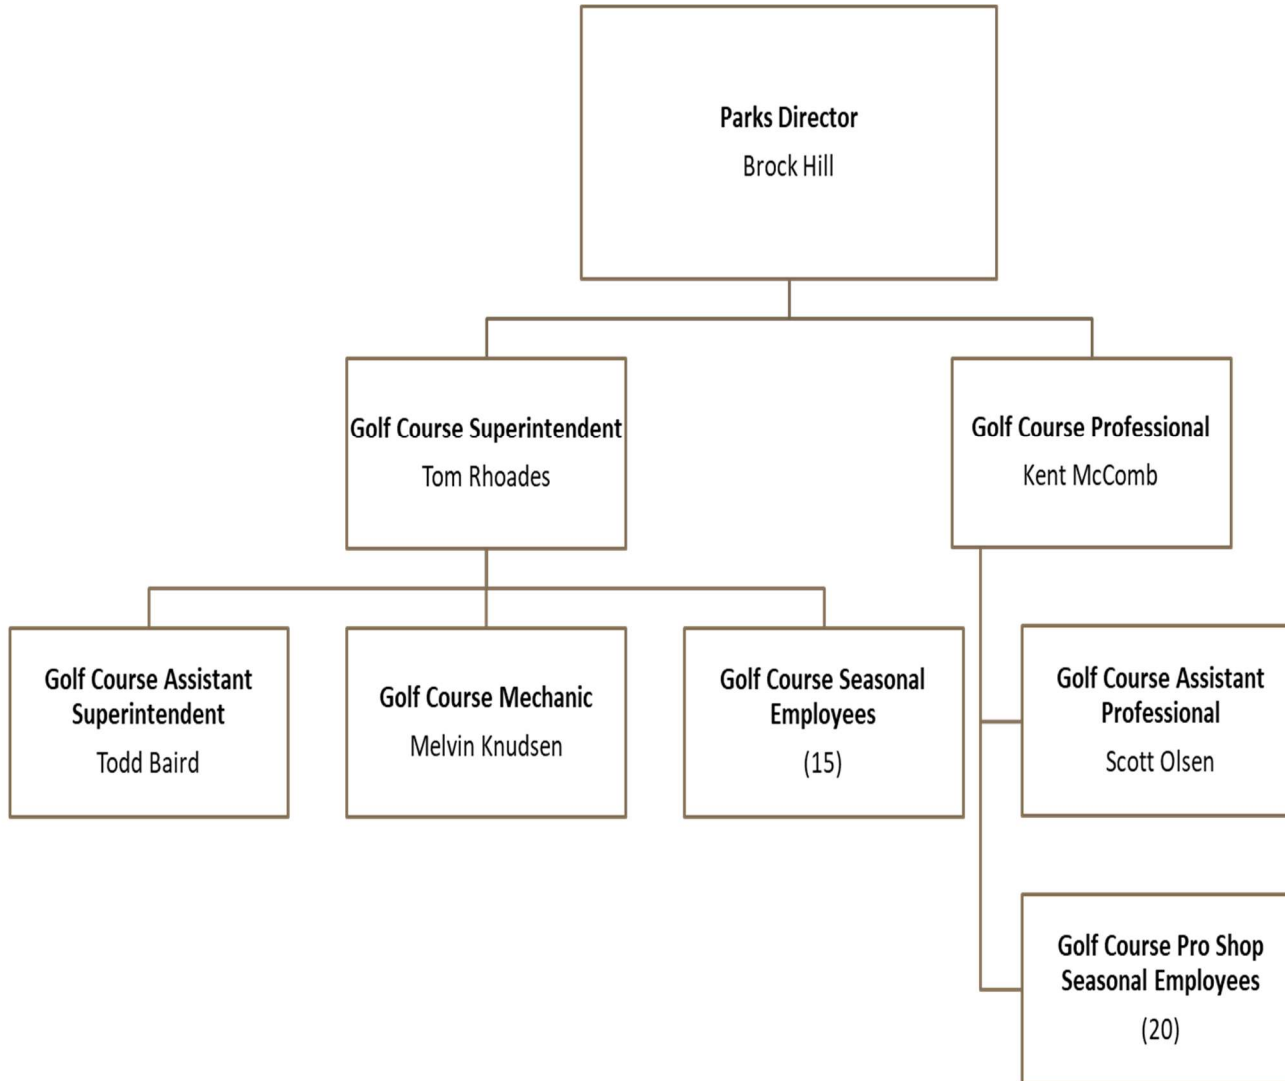 Parks Director
Brock Hill
Golf Course Superintendent
Tom Rhoades
Golf Course Professional
Kent McComb
Golf Course Assistant
Superintendent
Todd Baird
Golf Course Mechanic
Melvin Knudsen
Golf Course Seasonal
Employees
(15)
Golf Course Assistant
Professional
Scott Olsen
Golf Course Pro Shop
Seasonal Employees
(20)